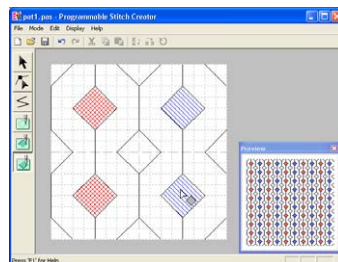 pat1.pas - Programmable Stitch Creator
File Mode Edit Display Help
Preview
Press "F1" for Help.